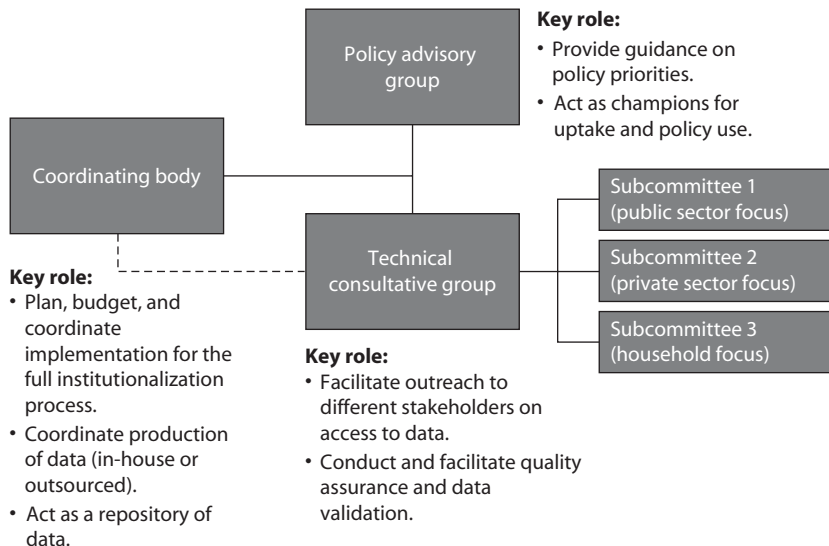 Policy advisory
group
Key role:
• Provide guidance on
policy priorities.
• Act as champions for
uptake and policy use.
Coordinating body
Technical
consultative group
Subcommittee 1
(public sector focus)
Subcommittee 2
(private sector focus)
Subcommittee 3
(household focus)
Key role:
• Plan, budget, and
coordinate
implementation for the
full institutionalization
process.
• Coordinate production
of data (in-house or
outsourced).
• Act as a repository of
data.
Key role:
• Facilitate outreach to
different stakeholders on
access to data.
• Conduct and facilitate quality
assurance and data
validation.